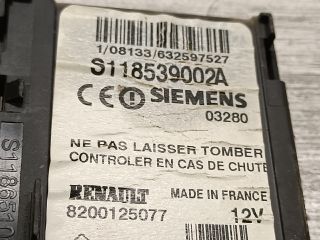 1/08133/632597527
S118539002A
CE SIEMENS
03280
NE PAS LAISSER TOMBER
CONTROLER EN CAS DE CHUTE
RENAULT MADE IN FRANCE
8200125077 12V